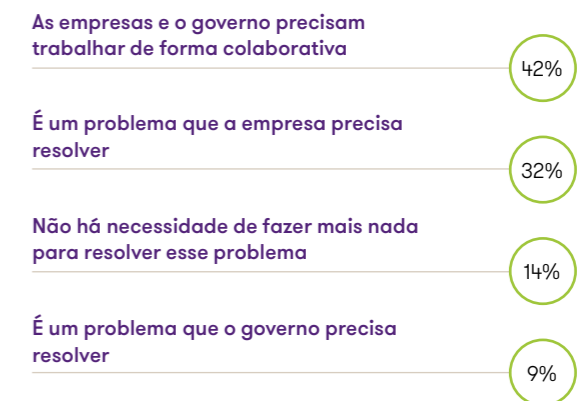 As empresas e o governo precisam
trabalhar de forma colaborativa
42%
É um problema que a empresa precisa
resolver
32%
Não há necessidade de fazer mais nada
para resolver esse problema
14%
É um problema que o governo precisa
resolver
9%